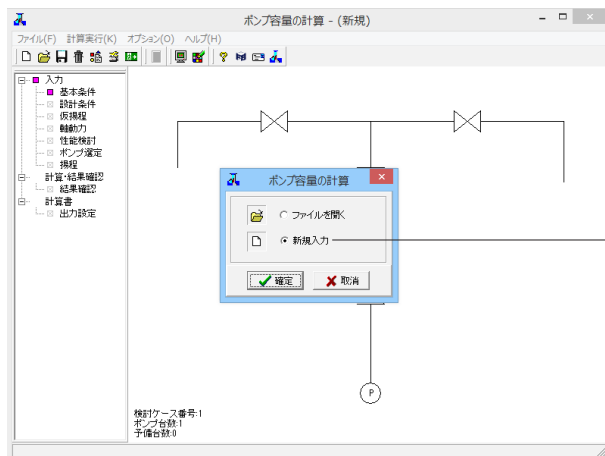 ポンプ容量の計算 - (新規)
ファイル(F) 計算実行(K) オプション(O) ヘルプ(H)
入力
基本条件
設計条件
仮揚程
軸動力
性能検討
ポンプ選定
揚程
計算・結果確認
結果確認
計算書
出力設定
ポンプ容量の計算
ファイルを開く
新規入力
確定
取消
P
検討ケース番号:1
ポンプ台数:1
予備台数:0